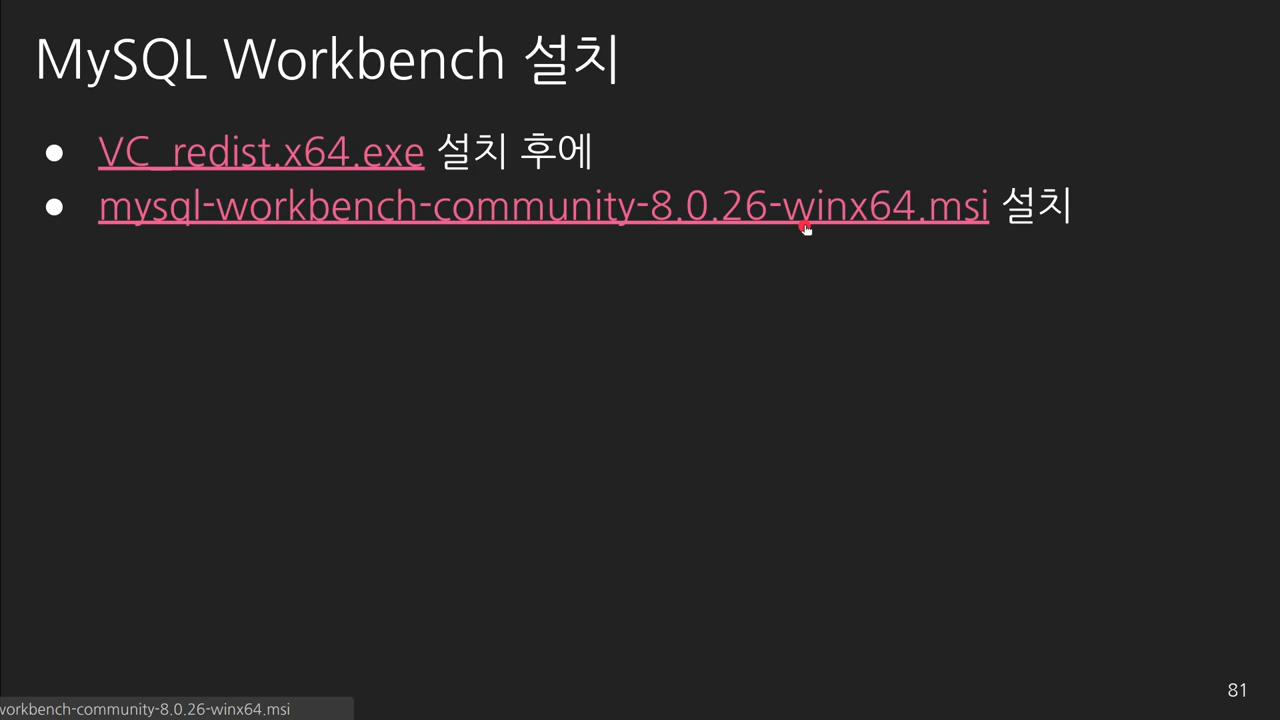 MySQL Workbench 설치
● VC_redist.x64.exe 설치 후에
● mysql-workbench-community-8.0.26-winx64.msi 설치
81
workbench-community-8.0.26-winx64.msi